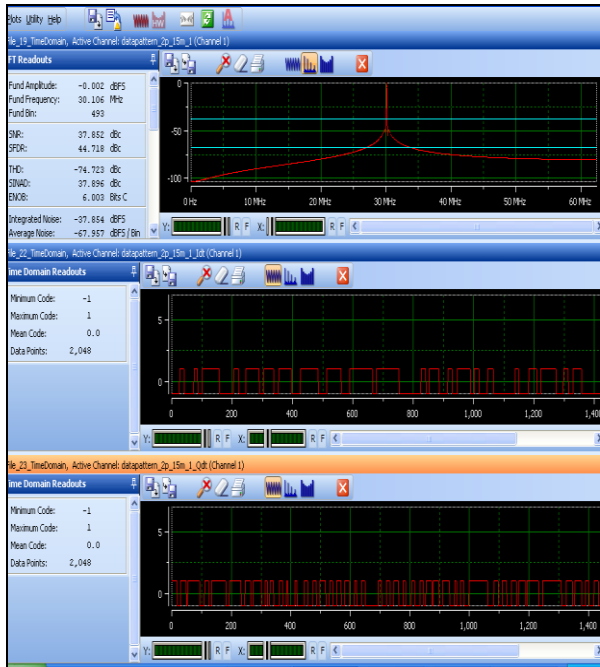 Plots Utility Help
File_19_TimeDomain, Active Channel: datapattern_2p_15m_1 (Channel 1)
FT Readouts
Fund Amplitude: -0.002 dBFS
Fund Frequency: 30.106 MHz
Fund Bin: 493
SNR: 37.852 dBc
SFDR: 44.718 dBc
THD: -74.723 dBc
SINAD: 37.896 dBc
ENOB: 6.003 Bits C
Integrated Noise: -37.854 dBFS
Average Noise: -67.957 dBFS / Bin
0
-50
-100
0 Hz 10 MHz 20 MHz 30 MHz 40 MHz 50 MHz 60 MHz
Y: R F X: R F
File_22_TimeDomain, Active Channel: datapattern_2p_15m_1_Idt (Channel 1)
Time Domain Readouts
Minimum Code: -1
Maximum Code: 1
Mean Code: 0.0
Data Points: 2,048
5
0
0 200 400 600 800 1,000 1,200 1,400
Y: R F X: R F
File_23_TimeDomain, Active Channel: datapattern_2p_15m_1_Qdt (Channel 1)
Time Domain Readouts
Minimum Code: -1
Maximum Code: 1
Mean Code: 0.0
Data Points: 2,048
5
0
0 200 400 600 800 1,000 1,200 1,400
Y: R F X: R F